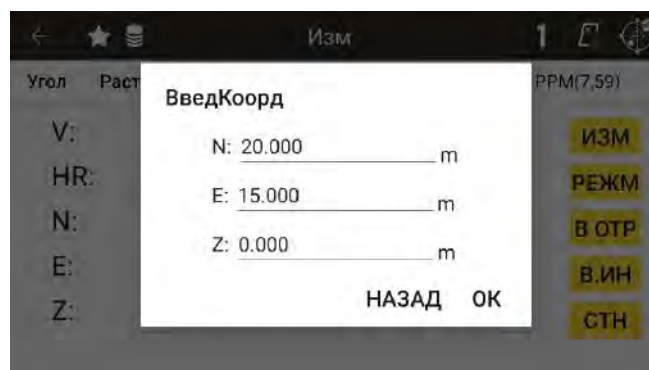 Изм 1
Угол Раст PPM(7,59)
ВведКоорд
V: ИЗМ
N: 20.000 m
HR: РЕЖМ
E: 15.000 m
N: В ОТР
Z: 0.000 m
E: В.ИН
НАЗАД OK
Z: СТН